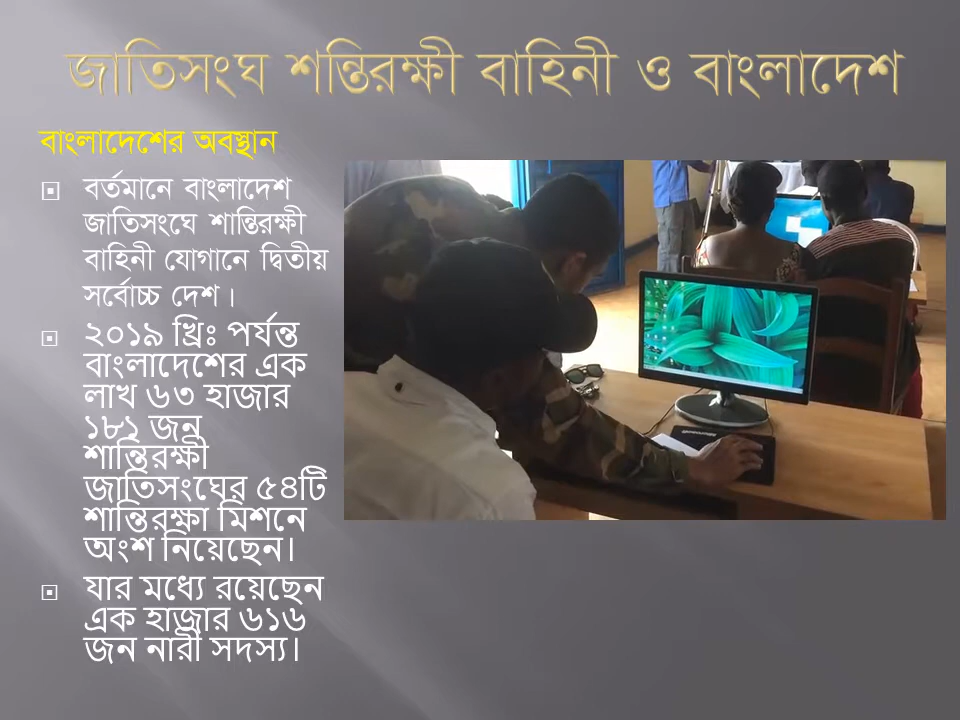 জাতিসংঘ শন্তিরক্ষী বাহিনী ও বাংলাদেশ
বাংলাদেশের অবস্থান
বর্তমানে বাংলাদেশ
জাতিসংঘে শান্তিরক্ষী
বাহিনী যোগানে দ্বিতীয়
সর্বোচ্চ দেশ।
২০১৯ খ্রিঃ পর্যন্ত
বাংলাদেশের এক
লাখ ৬৩ হাজার
১৮১ জন
শান্তিরক্ষী
জাতিসংঘের ৫৪টি
শান্তিরক্ষা মিশনে
অংশ নিয়েছেন।
যার মধ্যে রয়েছেন
এক হাজার ৬১৬
জন নারী সদস্য।